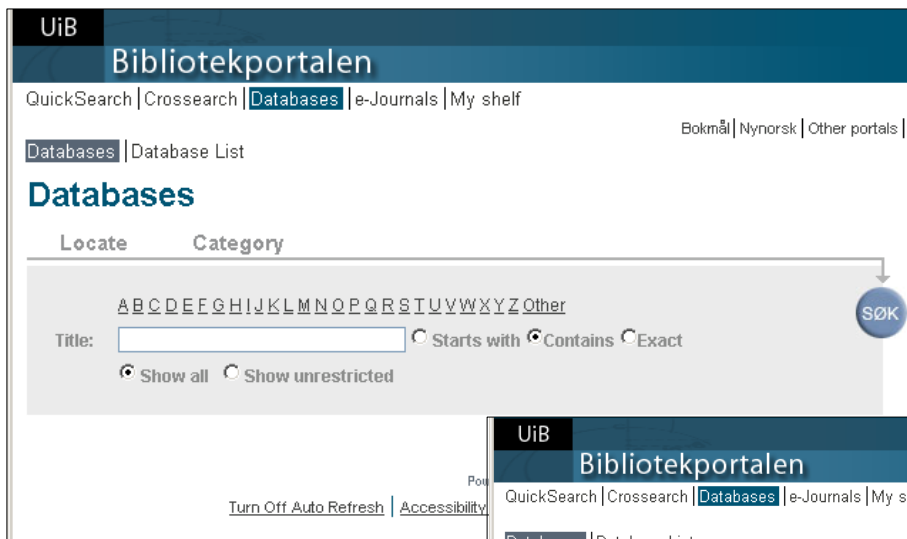 UiB
Bibliotekportalen
QuickSearch | Crossearch | Databases | e-Journals | My shelf
Bokmål | Nynorsk | Other portals |
Databases | Database List
Databases
Locate Category
A B C D E F G H I J K L M N O P Q R S T U V W X Y Z Other
SØK
Title: Starts with Contains Exact
Show all Show unrestricted
Pou
Turn Off Auto Refresh | Accessibility
UiB
Bibliotekportalen
QuickSearch | Crossearch | Databases | e-Journals | My s